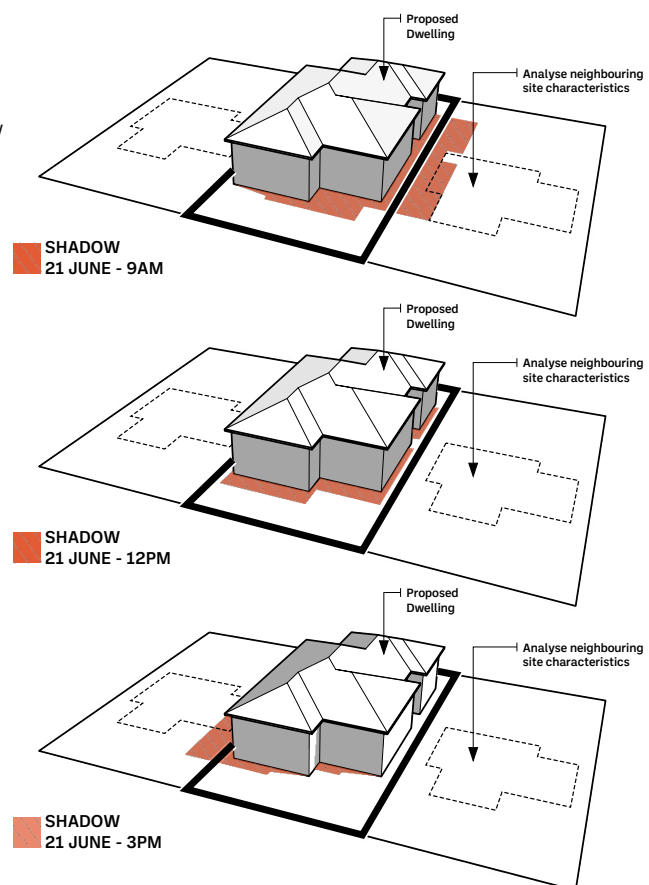 Proposed
Dwelling
Analyse neighbouring
site characteristics
SHADOW
21 JUNE - 9AM
Proposed
Dwelling
Analyse neighbouring
site characteristics
SHADOW
21 JUNE - 12PM
Proposed
Dwelling
Analyse neighbouring
site characteristics
SHADOW
21 JUNE - 3PM